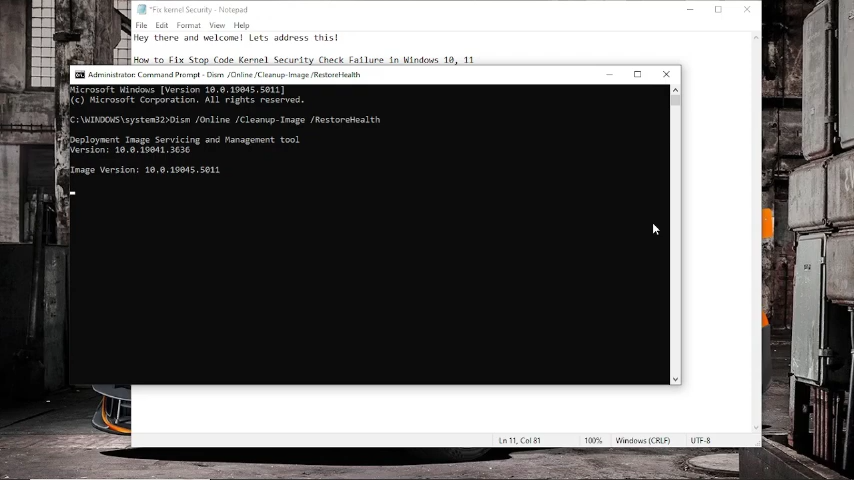 *Fix kernel Security - Notepad
File Edit Format View Help
Hey there and welcome! Lets address this!
How to Fix Stop Code Kernel Security Check Failure in Windows 10, 11
Administrator: Command Prompt - Dism /Online /Cleanup-Image /RestoreHealth
Microsoft Windows [Version 10.0.19045.5011]
(c) Microsoft Corporation. All rights reserved.
C:\WINDOWS\system32>Dism /Online /Cleanup-Image /RestoreHealth
Deployment Image Servicing and Management tool
Version: 10.0.19041.3636
Image Version: 10.0.19045.5011
Ln 11, Col 81 100% Windows (CRLF) UTF-8